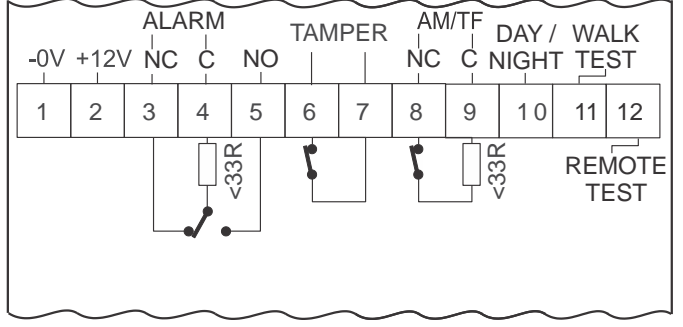 ALARM TAMPER AM/TF DAY / WALK
-0V +12V NC C NO NC C NIGHT TEST
1 2 3 4 5 6 7 8 9 10 11 12
<33R <33R
REMOTE
TEST